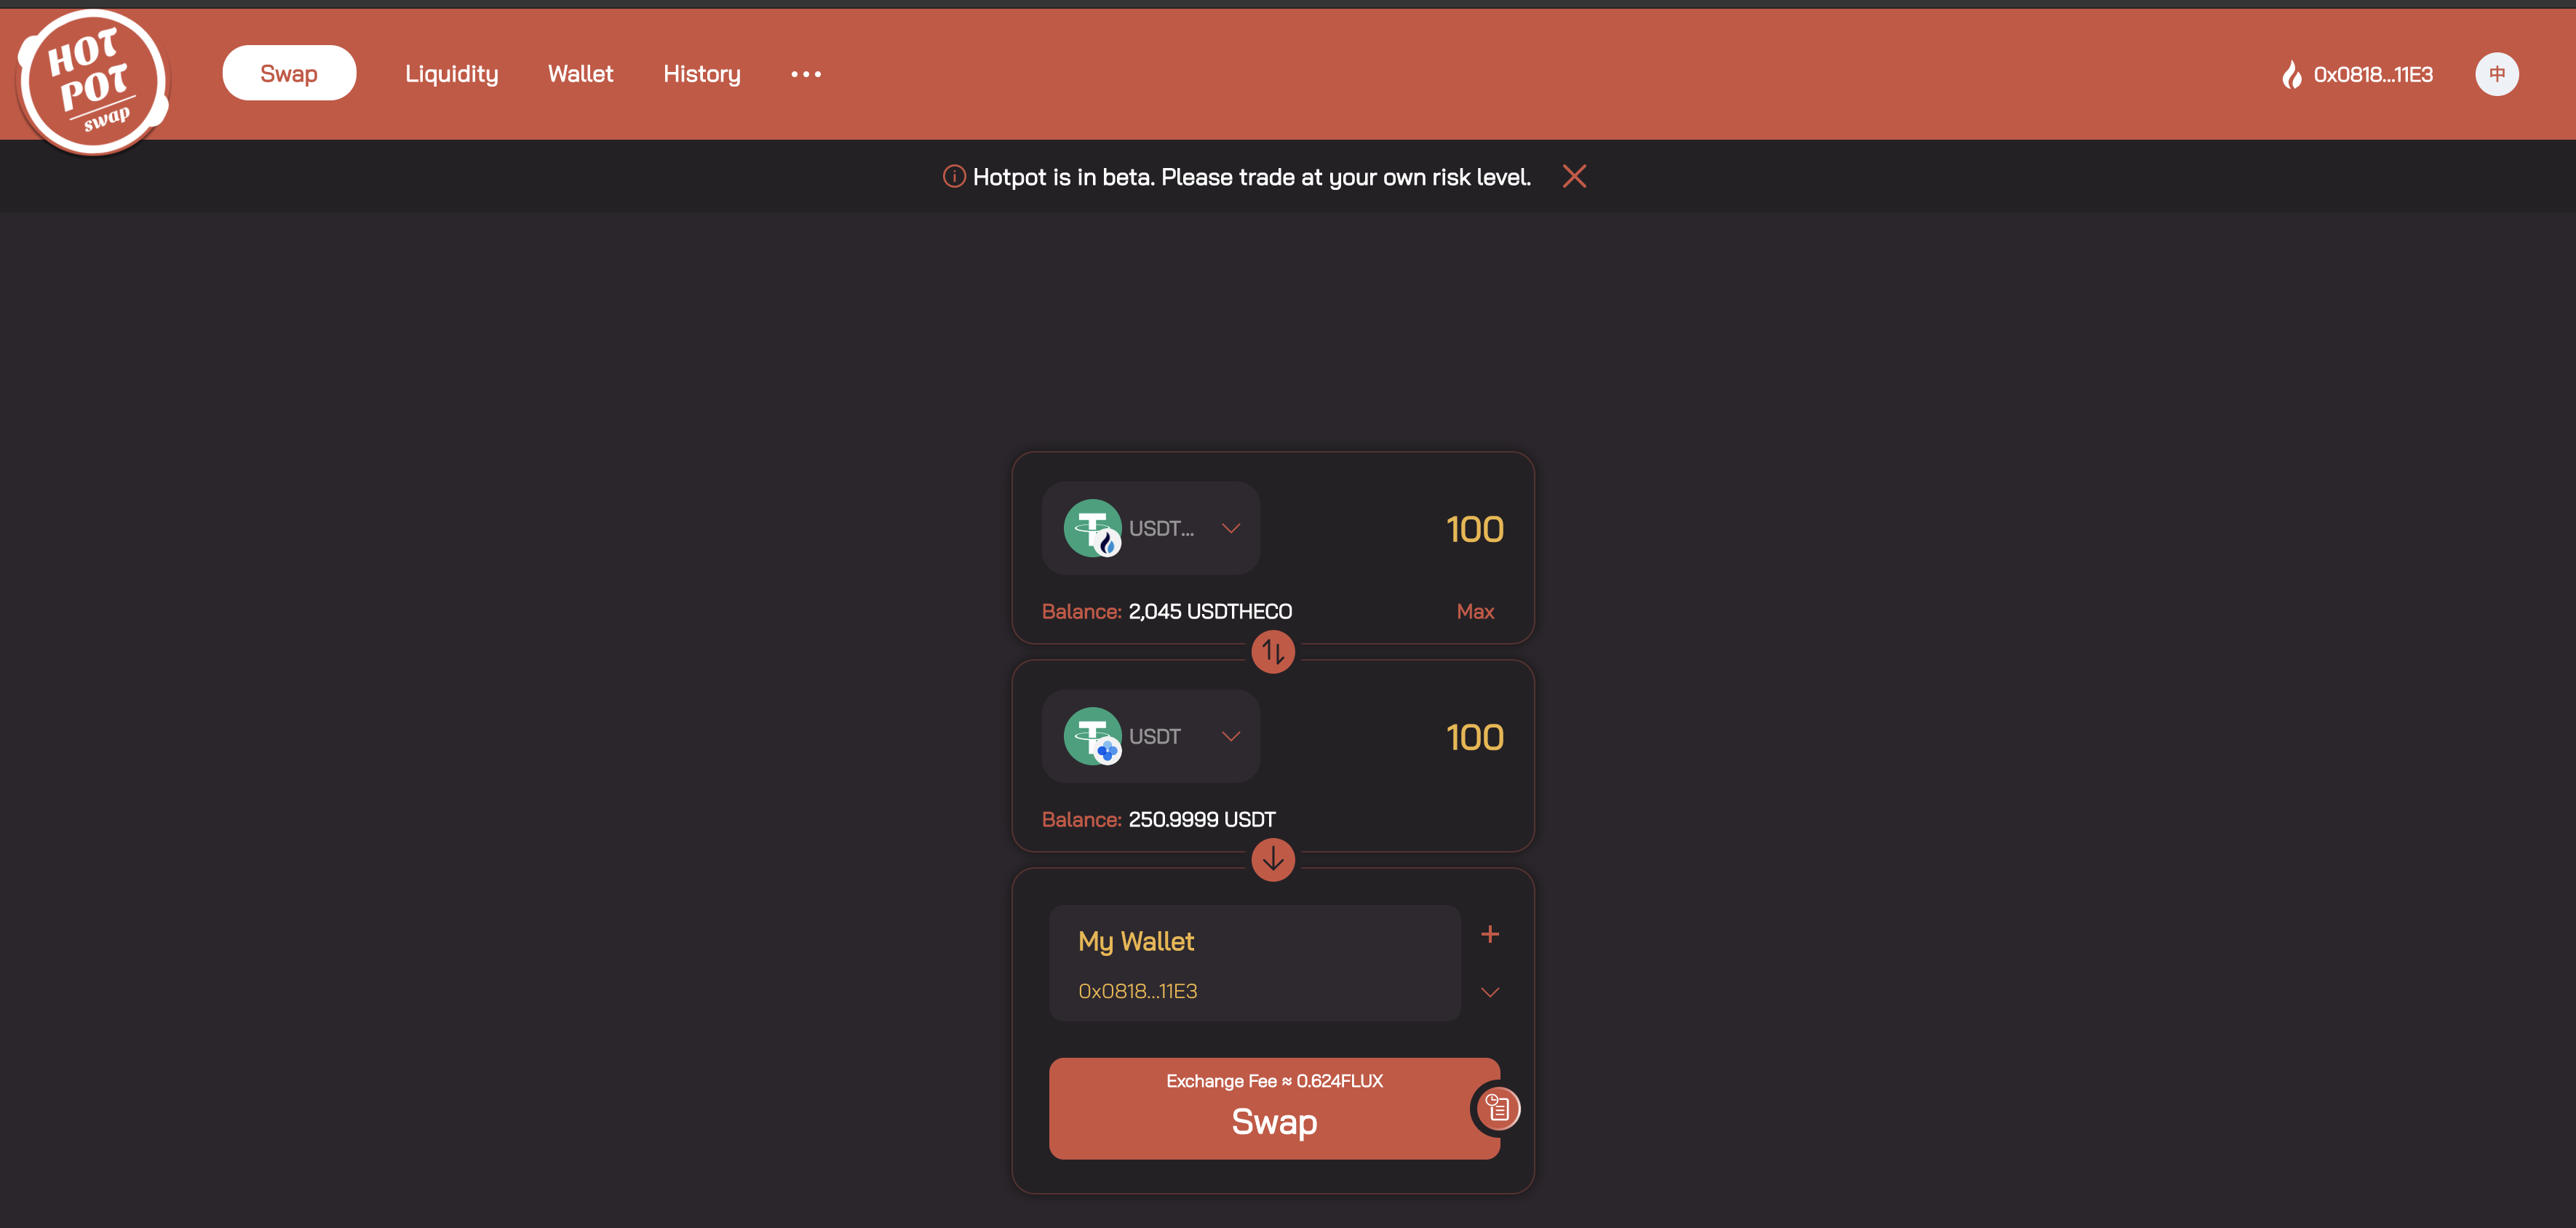 HOT
POT
swap
Swap
Liquidity
Wallet
History
0x0818...11E3
中
Hotpot is in beta. Please trade at your own risk level.
USDT...
100
Balance: 2,045 USDTHECO
Max
USDT
100
Balance: 250.9999 USDT
My Wallet
0x0818...11E3
Exchange Fee ≈ 0.624FLUX
Swap